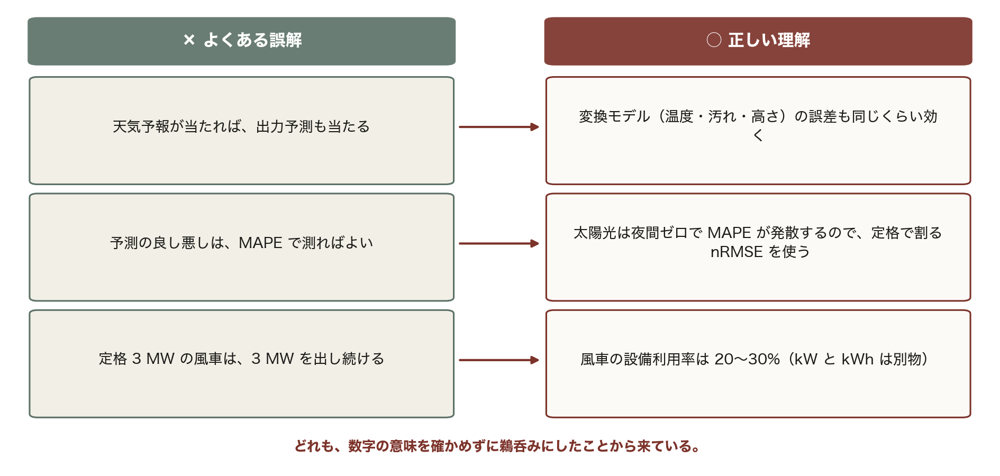 × よくある誤解
○ 正しい理解
天気予報が当たれば、出力予測も当たる
変換モデル（温度・汚れ・高さ）の誤差も同じくらい効
く
予測の良し悪しは、MAPE で測ればよい
太陽光は夜間ゼロで MAPE が発散するので、定格で割る
nRMSE を使う
定格 3 MW の風車は、3 MW を出し続ける
風車の設備利用率は 20〜30%（kW と kWh は別物）
どれも、数字の意味を確かめずに鵜呑みにしたことから来ている。